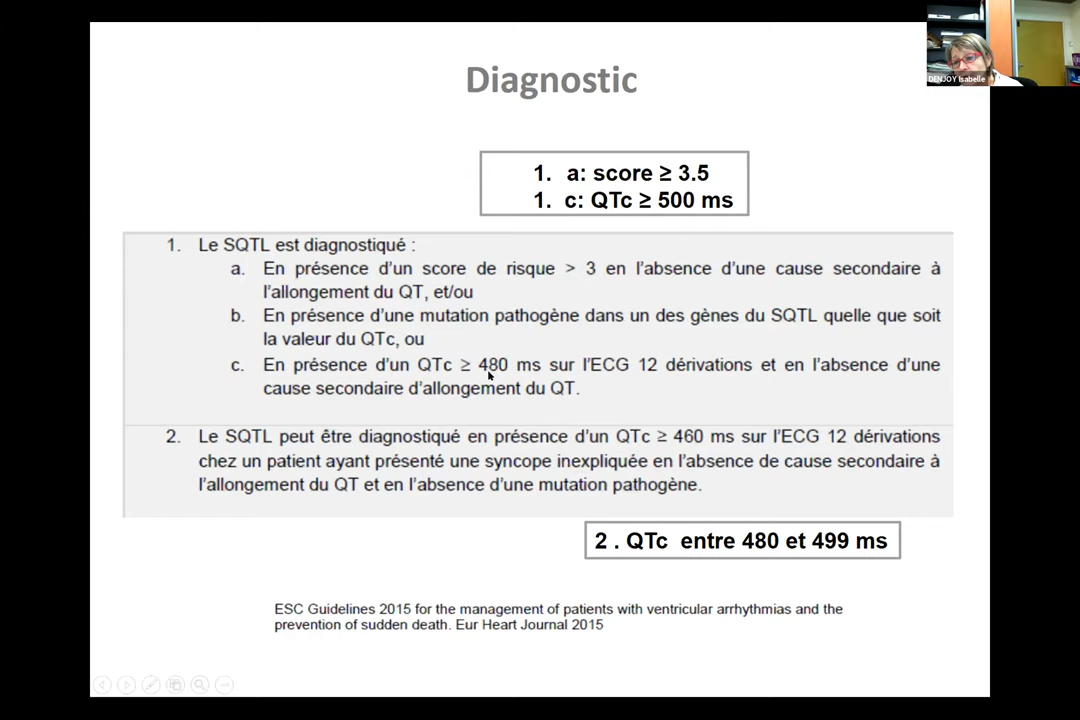 DENJOY Isabelle
Diagnostic
1. a: score ≥ 3.5
1. c: QTc ≥ 500 ms
1. Le SQTL est diagnostiqué :
a. En présence d'un score de risque > 3 en l'absence d'une cause secondaire à
l'allongement du QT, et/ou
b. En présence d'une mutation pathogène dans un des gènes du SQTL quelle que soit
la valeur du QTc, ou
c. En présence d'un QTc ≥ 480 ms sur l'ECG 12 dérivations et en l'absence d'une
cause secondaire d'allongement du QT.
2. Le SQTL peut être diagnostiqué en présence d'un QTc ≥ 460 ms sur l'ECG 12 dérivations
chez un patient ayant présenté une syncope inexpliquée en l'absence de cause secondaire à
l'allongement du QT et en l'absence d'une mutation pathogène.
2 . QTc entre 480 et 499 ms
ESC Guidelines 2015 for the management of patients with ventricular arrhythmias and the
prevention of sudden death. Eur Heart Journal 2015